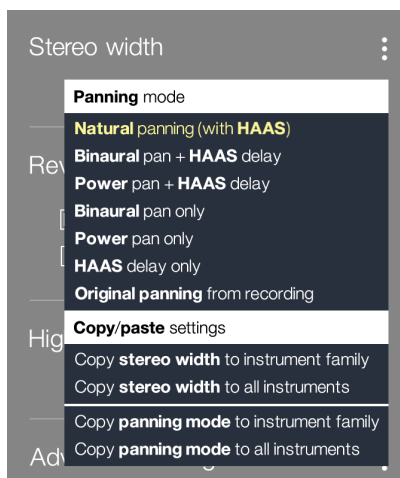 Stereo width
Panning mode
Natural panning (with HAAS)
Binaural pan + HAAS delay
Power pan + HAAS delay
Binaural pan only
Power pan only
HAAS delay only
Original panning from recording
Copy/paste settings
Copy stereo width to instrument family
Copy stereo width to all instruments
Copy panning mode to instrument family
Copy panning mode to all instruments